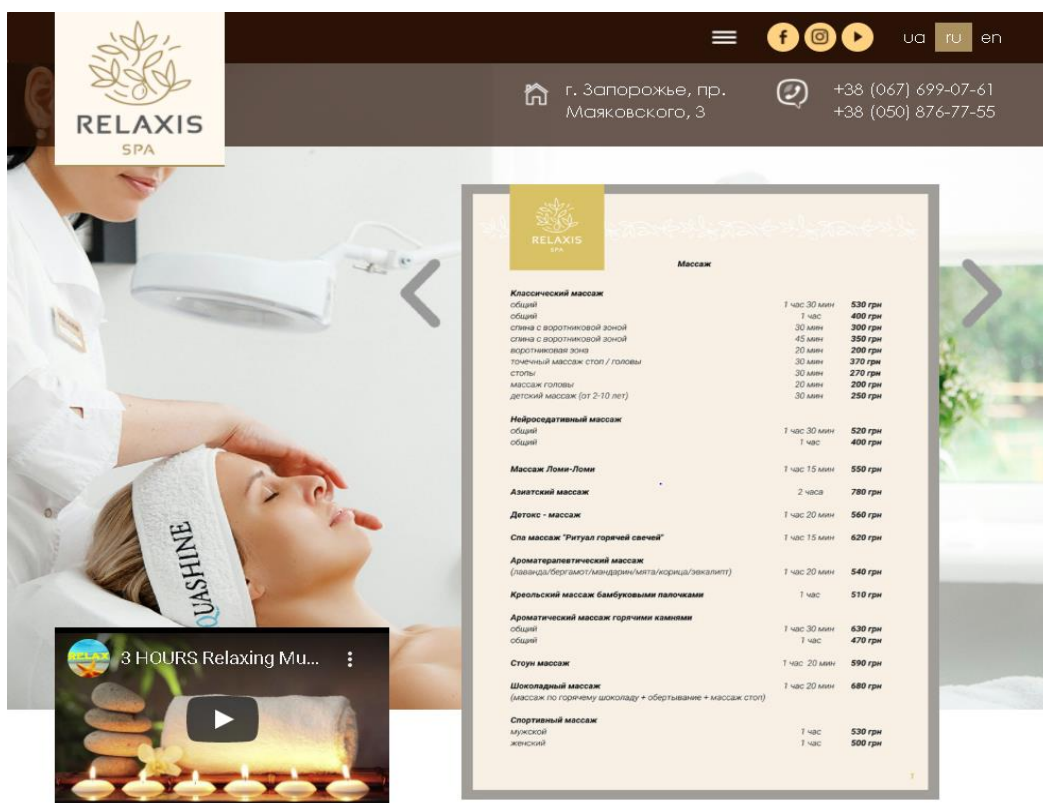 RELAXIS
SPA
ua ru en
г. Запорожье, пр.
Маяковского, 3
+38 (067) 699-07-61
+38 (050) 876-77-55
RELAXIS
SPA
Массаж
Классический массаж
общий 1 час 30 мин 530 грн
общий 1 час 400 грн
спина с воротниковой зоной 30 мин 300 грн
спина с воротниковой зоной 45 мин 350 грн
воротниковая зона 20 мин 200 грн
точечный массаж стоп / головы 30 мин 370 грн
стопы 30 мин 270 грн
массаж головы 20 мин 200 грн
детский массаж (от 2-10 лет) 30 мин 250 грн
Нейроседативный массаж
общий 1 час 30 мин 520 грн
общий 1 час 400 грн
Массаж Ломи-Ломи 1 час 15 мин 550 грн
Азиатский массаж 2 часа 780 грн
Детокс - массаж 1 час 20 мин 560 грн
Спа массаж "Ритуал горячей свечей" 1 час 15 мин 620 грн
Ароматерапевтический массаж
(лаванда/бергамот/мандарин/мята/корица/эвкалипт) 1 час 20 мин 540 грн
Креольский массаж бамбуковыми палочками 1 час 510 грн
Ароматический массаж горячими камнями
общий 1 час 30 мин 630 грн
общий 1 час 470 грн
Стоун массаж 1 час 20 мин 590 грн
Шоколадный массаж 1 час 20 мин 680 грн
(массаж по горячему шоколаду + обертывание + массаж стоп)
Спортивный массаж
мужской 1 час 530 грн
женский 1 час 500 грн
1
QUASHINE
RELAX
3 HOURS Relaxing Mu...